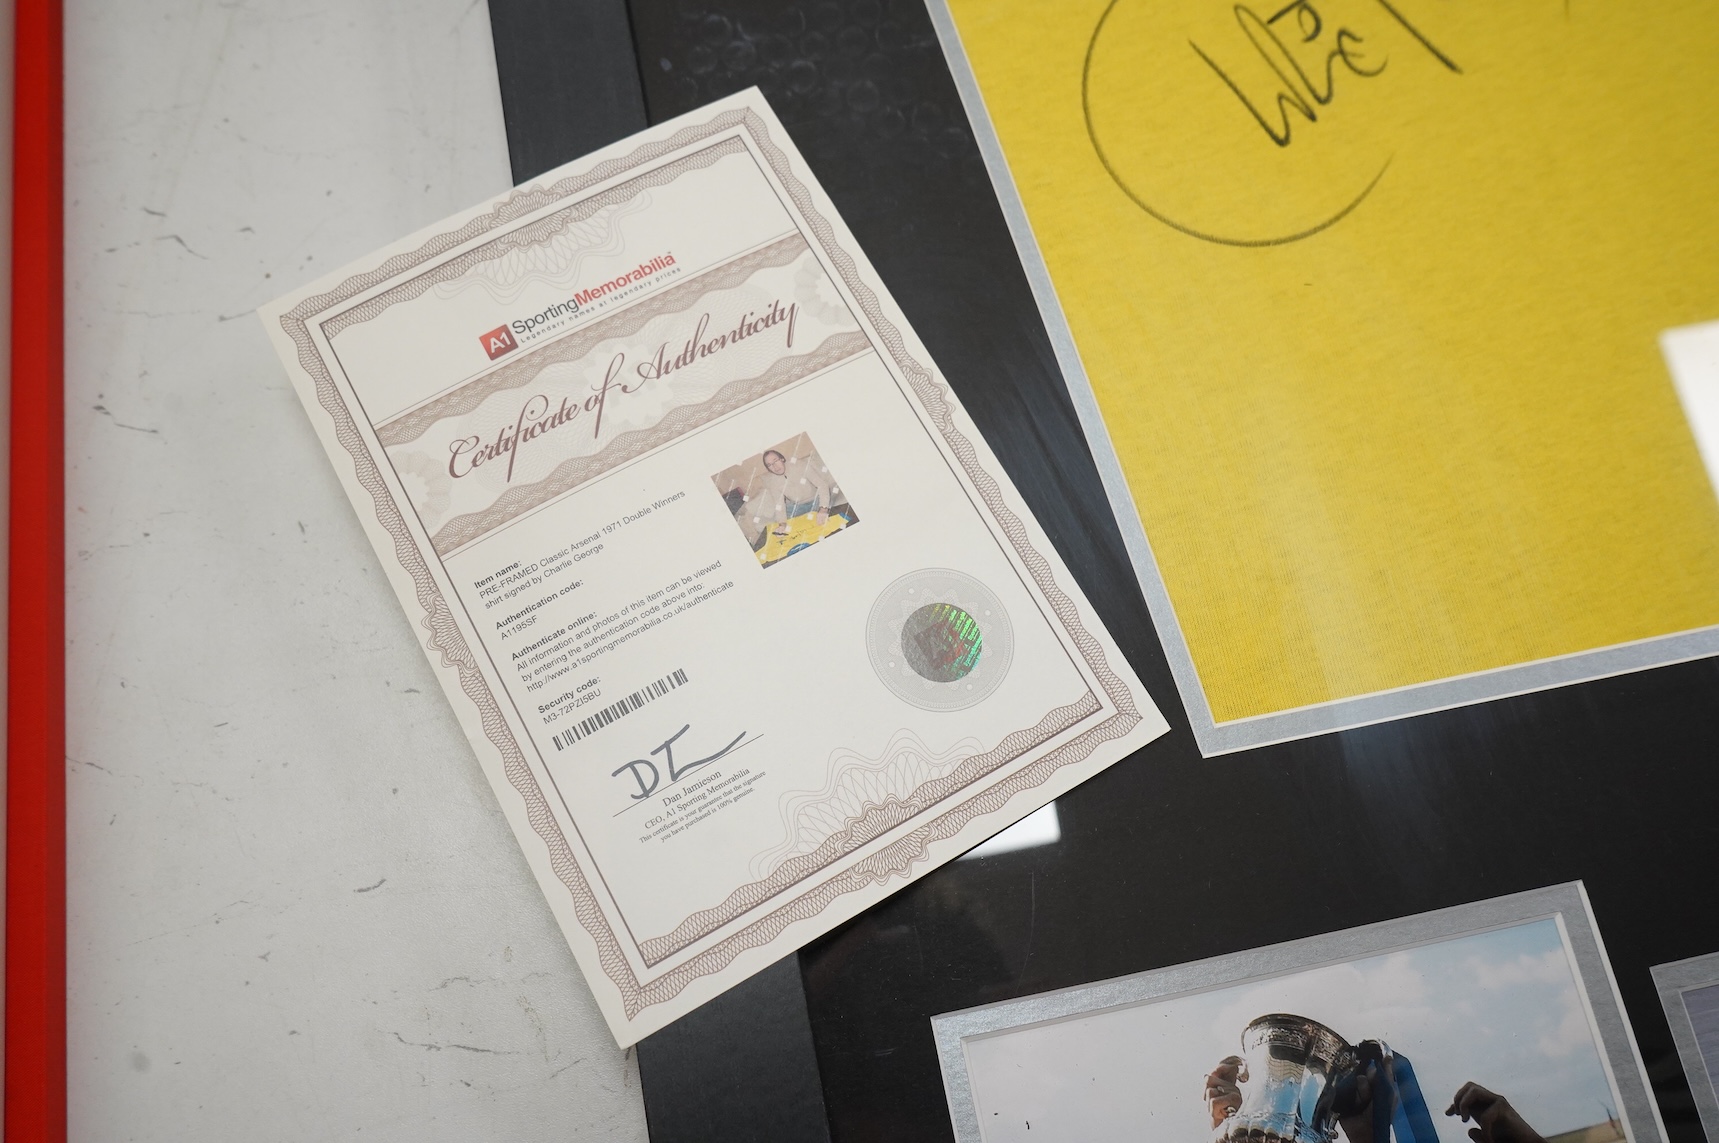 A1 SportingMemorabilia
Legendary names at legendary prices
Certificate of Authenticity
Item name:
PRE-FRAMED Classic Arsenal 1971 Double Winners
shirt signed by Charlie George
Authentication code:
A1195SF
Authenticate online:
All information and photos of this item can be viewed
by entering the authentication code above into:
http://www.a1sportingmemorabilia.co.uk/authenticate
Security code:
M3-72PZI5BU
Dan Jamieson
CEO, A1 Sporting Memorabilia
This certificate is your guarantee that the signature
you have purchased is 100% genuine.